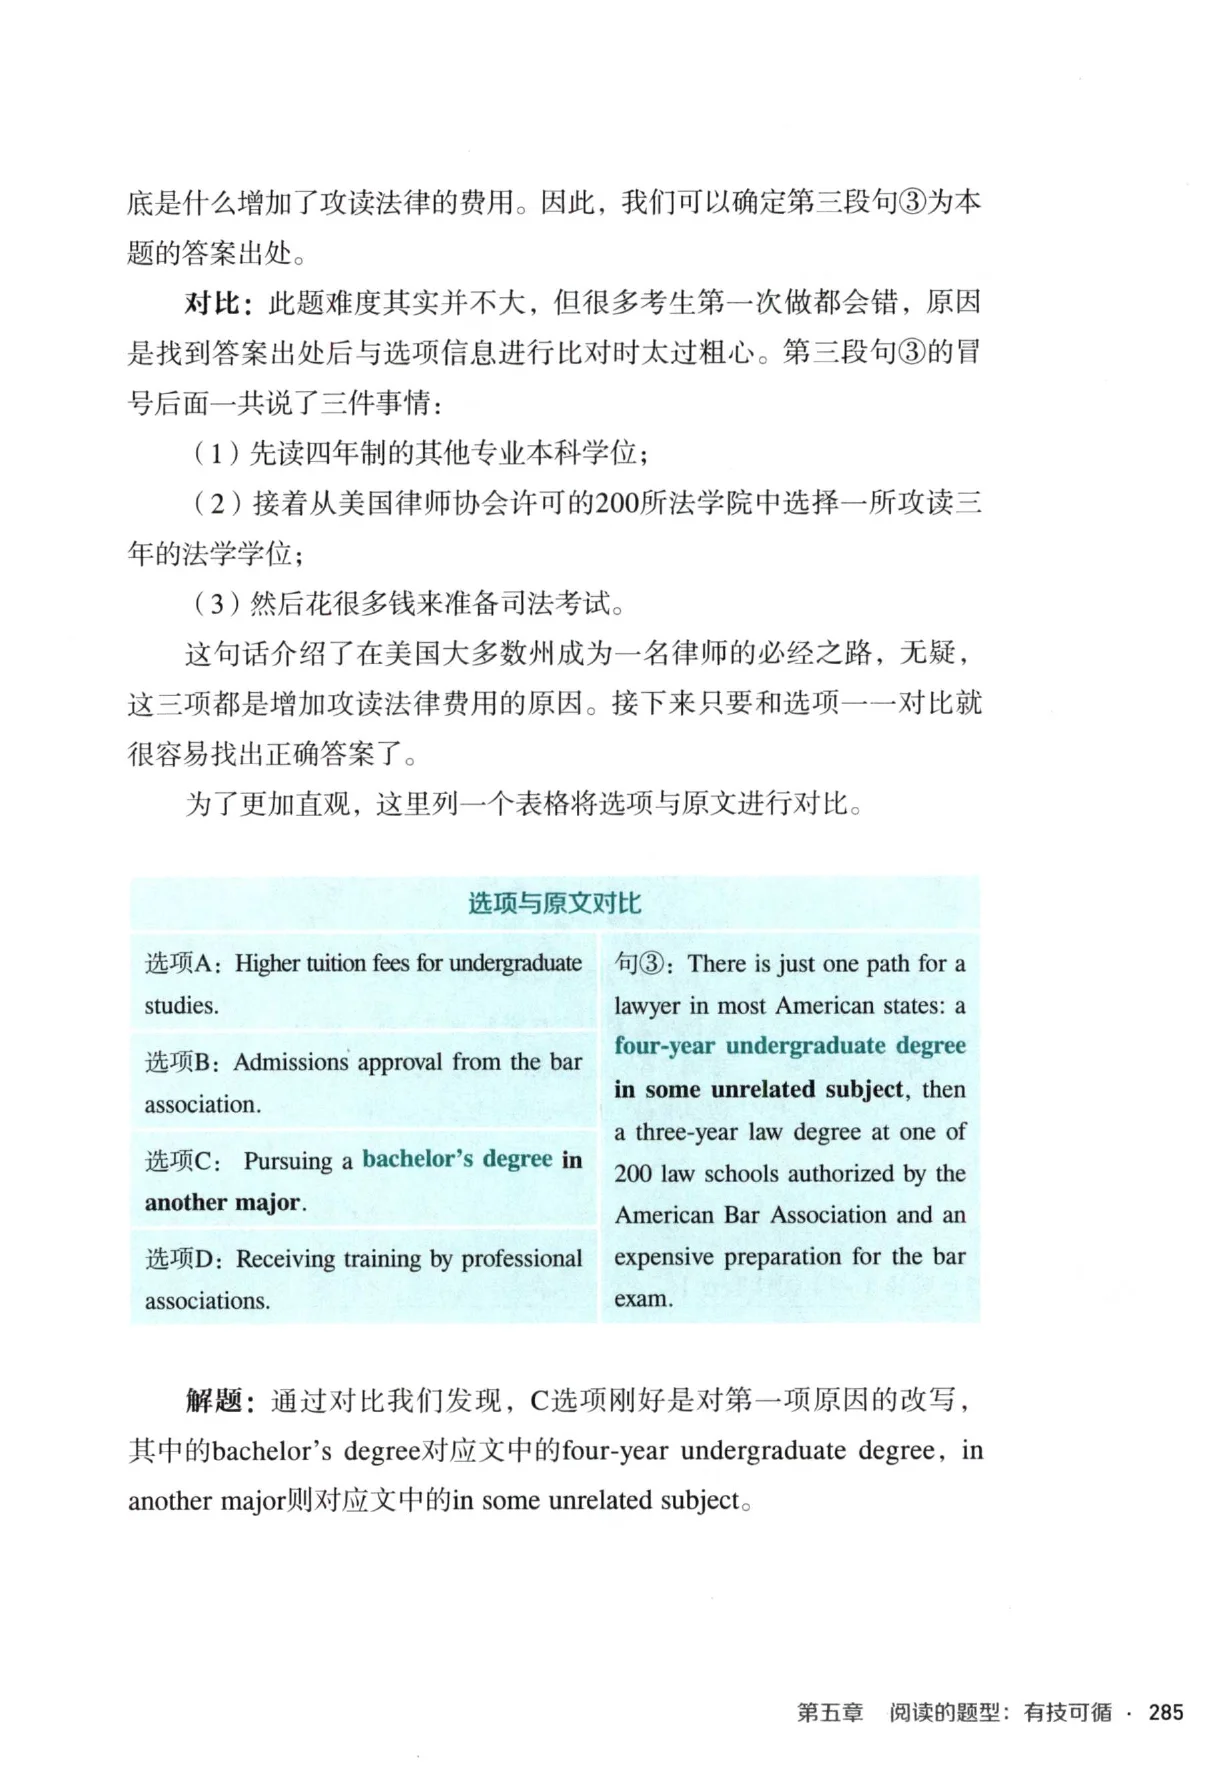 底是什么增加了攻读法律的费用。因此，我们可以确定第三段句③为本
题的答案出处。
对比：此题难度其实并不大，但很多考生第一次做都会错，原因
是找到答案出处后与选项信息进行比对时太过粗心。第三段句③的冒
号后面一共说了三件事情：
（1）先读四年制的其他专业本科学位；
（2）接着从美国律师协会许可的200所法学院中选择一所攻读三
年的法学学位；
（3）然后花很多钱来准备司法考试。
这句话介绍了在美国大多数州成为一名律师的必经之路，无疑，
这三项都是增加攻读法律费用的原因。接下来只要和选项一一对比就
很容易找出正确答案了。
为了更加直观，这里列一个表格将选项与原文进行对比。
选项与原文对比
选项A：Higher tuition fees for undergraduate
studies.
选项B：Admissions approval from the bar
association.
选项C：Pursuing a bachelor's degree in
another major.
选项D：Receiving training by professional
associations.
句③：There is just one path for a
lawyer in most American states: a
four-year undergraduate degree
in some unrelated subject, then
a three-year law degree at one of
200 law schools authorized by the
American Bar Association and an
expensive preparation for the bar
exam.
解题：通过对比我们发现，C选项刚好是对第一项原因的改写，
其中的bachelor's degree对应文中的four-year undergraduate degree，in
another major则对应文中的in some unrelated subject。
第五章 阅读的题型：有技可循 · 285